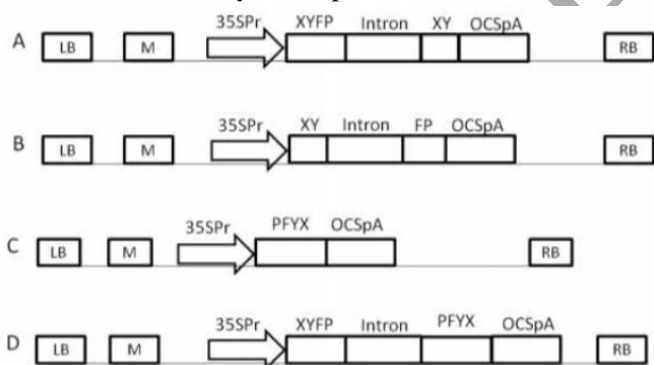 35SPr XYFP Intron XY OCSpA
A LB M RB
35SPr XY Intron FP OCSpA
B LB M RB
35SPr PFYX OCSpA
C LB M RB
35SPr XYFP Intron PFYX OCSpA
D LB M RB